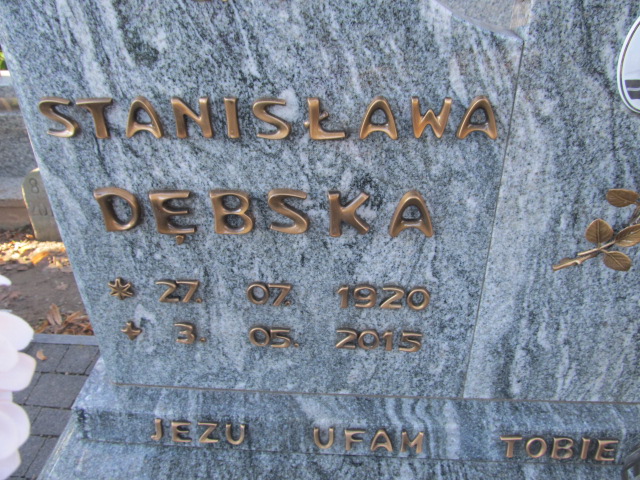 STANISŁAWA
DĘBSKA
* 27. 07. 1920
+ 3. 05. 2015
JEZU UFAM TOBIE